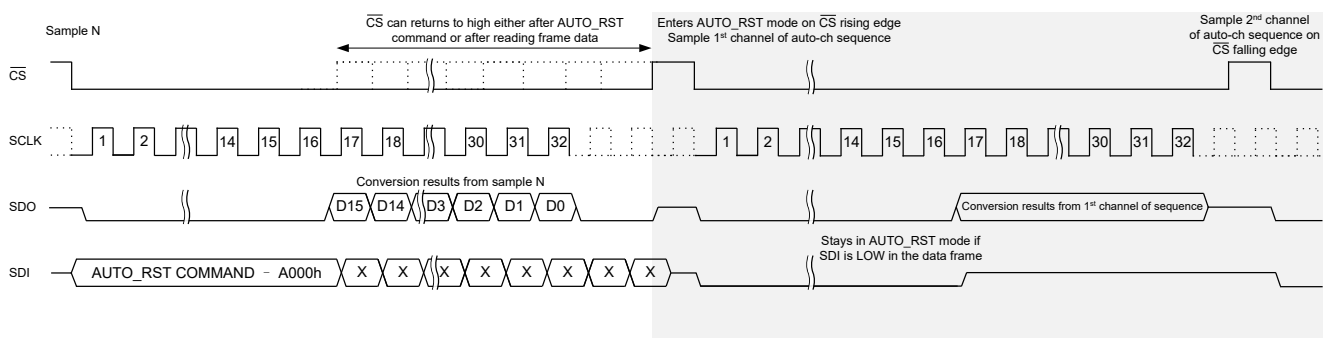 Sample N
CS can returns to high either after AUTO_RST
command or after reading frame data
Enters AUTO_RST mode on CS rising edge
Sample 1st channel of auto-ch sequence
Sample 2nd channel
of auto-ch sequence on
CS falling edge
CS
SCLK
1 2 14 15 16 17 18 30 31 32 1 2 14 15 16 17 18 30 31 32
Conversion results from sample N
SDO
D15 D14 D3 D2 D1 D0
Conversion results from 1st channel of sequence
Stays in AUTO_RST mode if
SDI is LOW in the data frame
SDI
AUTO_RST COMMAND – A000h X X X X X X X X